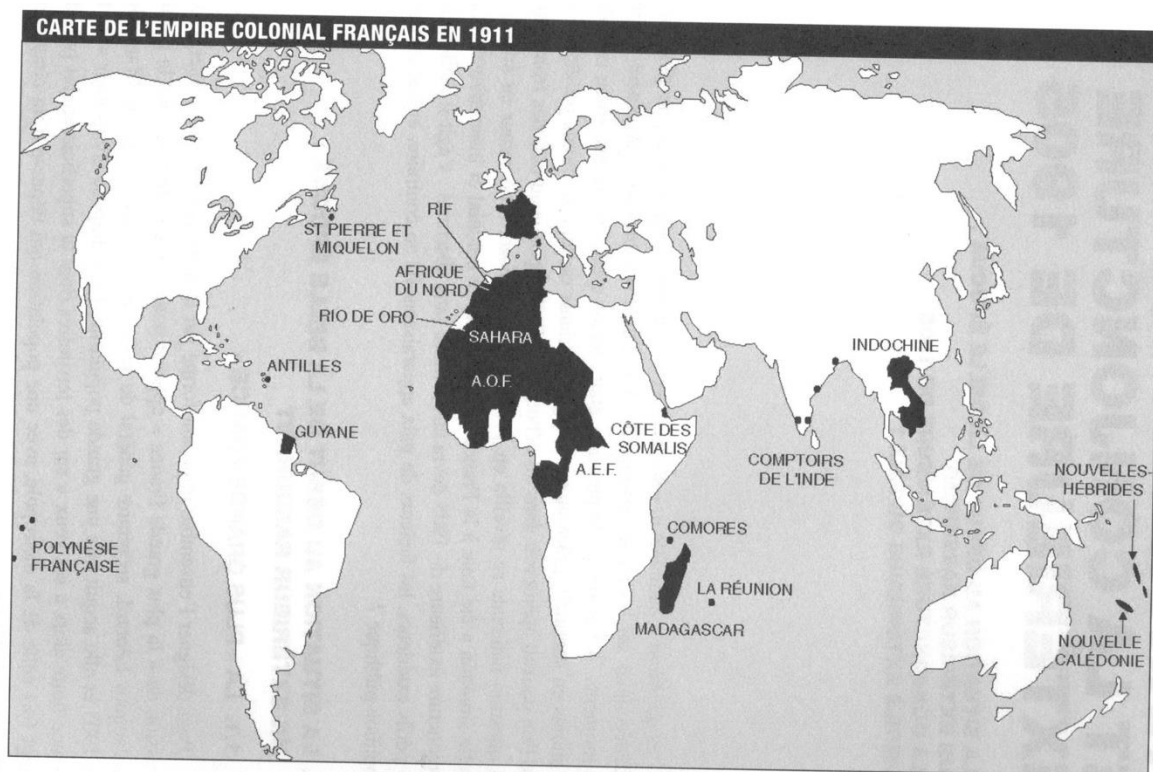 CARTE DE L'EMPIRE COLONIAL FRANÇAIS EN 1911
ST PIERRE ET
MIQUELON
RIF
AFRIQUE
DU NORD
RIO DE ORO
SAHARA
ANTILLES
A.O.F.
GUYANE
INDOCHINE
CÔTE DES
SOMALIS
A.E.F.
COMPTOIRS
DE L'INDE
NOUVELLES-
HÉBRIDES
POLYNÉSIE
FRANÇAISE
COMORES
LA RÉUNION
MADAGASCAR
NOUVELLE
CALÉDONIE